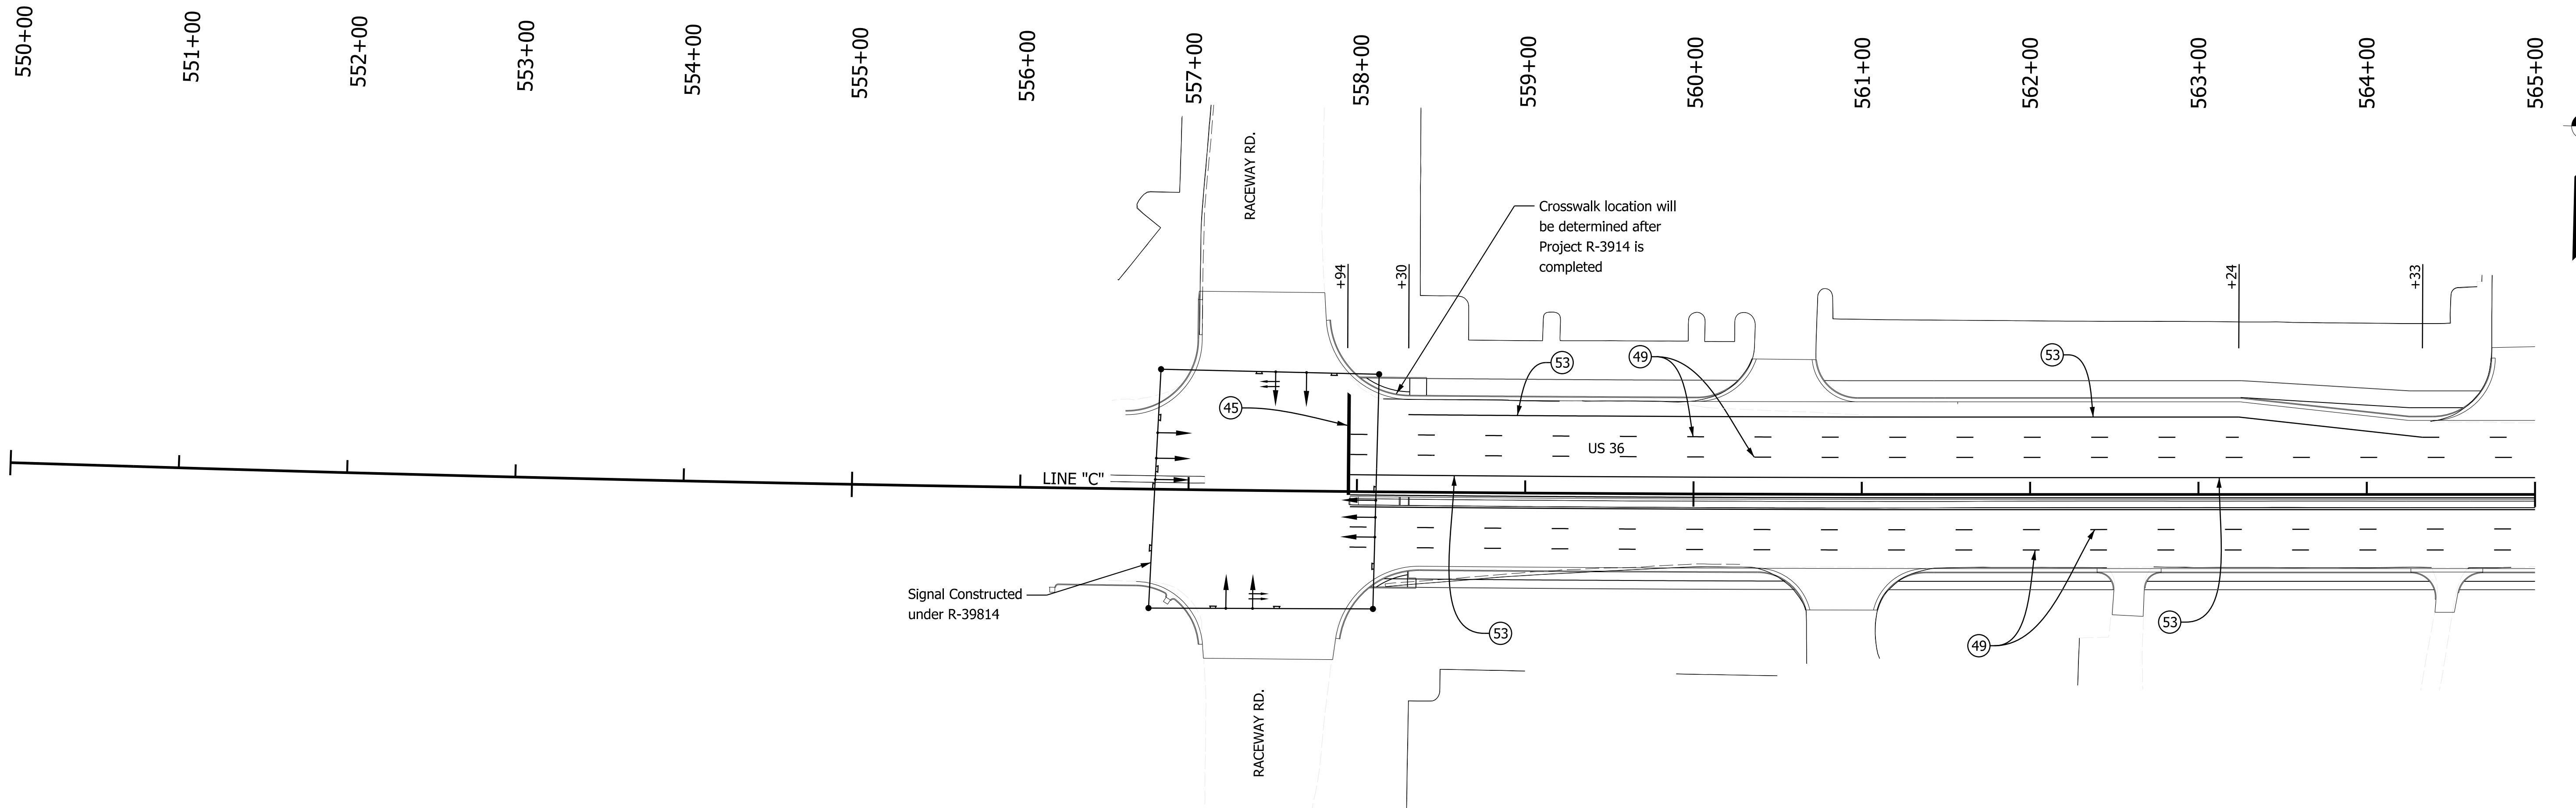 550+00
551+00
552+00
553+00
554+00
555+00
556+00
557+00
558+00
559+00
560+00
561+00
562+00
563+00
564+00
565+00
RACEWAY RD.
Crosswalk location will
be determined after
Project R-3914 is
completed
+94
+30
+24
+33
53
49
53
45
US 36
LINE "C"
Signal Constructed
under R-39814
53
49
53
RACEWAY RD.